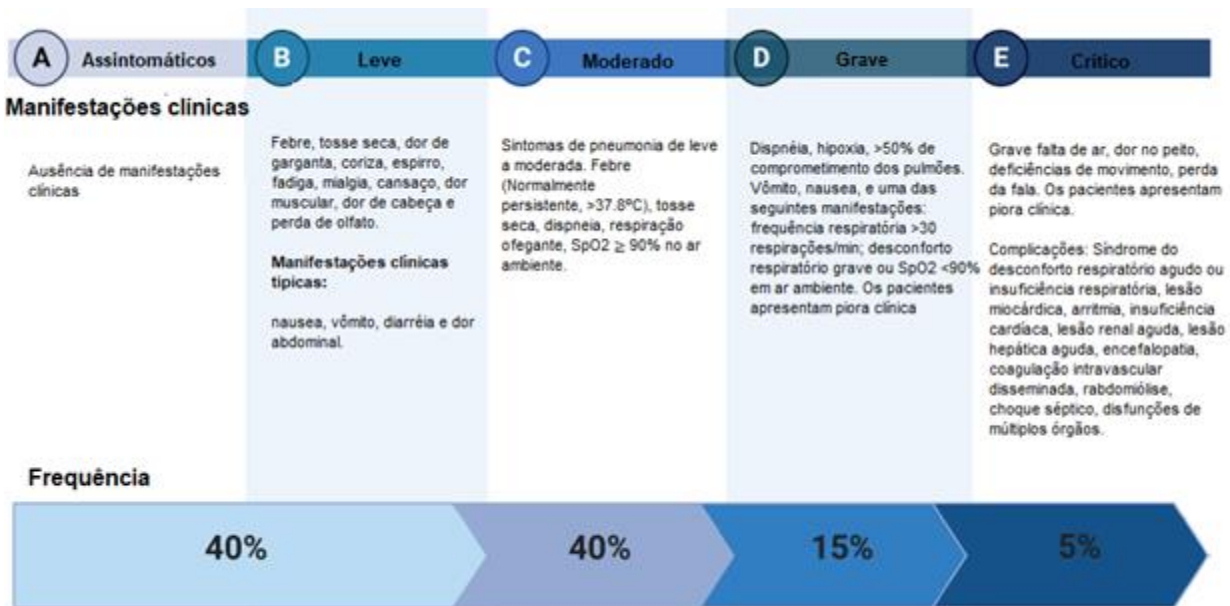 A Assintomáticos
B Leve
C Moderado
D Grave
E Crítico
Manifestações clínicas
Ausência de manifestações
clínicas
Febre, tosse seca, dor de
garganta, coriza, espirro,
fadiga, mialgia, cansaço, dor
muscular, dor de cabeça e
perda de olfato.
Manifestações clínicas
típicas:
nausea, vômito, diarréia e dor
abdominal.
Sintomas de pneumonia de leve
a moderada. Febre
(Normalmente
persistente, >37.8ºC), tosse
seca, dispneia, respiração
ofegante, SpO2 ≥ 90% no ar
ambiente.
Dispnéia, hipoxia, >50% de
comprometimento dos pulmões.
Vômito, nausea, e uma das
seguintes manifestações:
frequência respiratória >30
respirações/min; desconforto
respiratório grave ou SpO2 <90%
em ar ambiente. Os pacientes
apresentam piora clínica
Grave falta de ar, dor no peito,
deficiências de movimento, perda
da fala. Os pacientes apresentam
piora clínica.
Complicações: Síndrome do
desconforto respiratório agudo ou
insuficiência respiratória, lesão
miocárdica, arritmia, insuficiência
cardíaca, lesão renal aguda, lesão
hepática aguda, encefalopatia,
coagulação intravascular
disseminada, rabdomiólise,
choque séptico, disfunções de
múltiplos órgãos.
Frequência
40%
40%
15%
5%